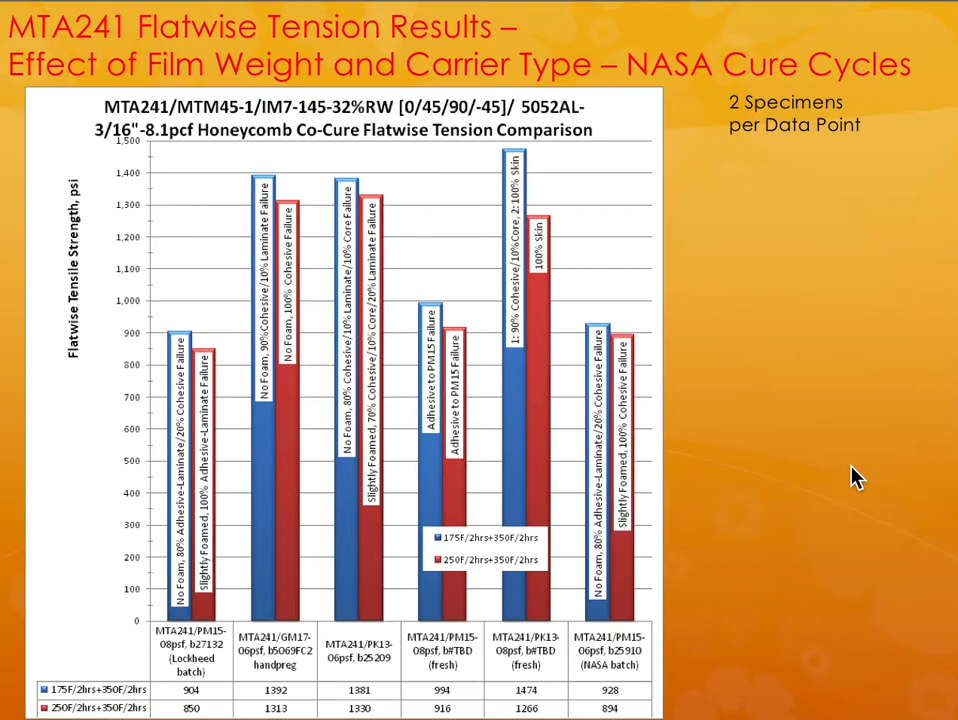 MTA241 Flatwise Tension Results –
Effect of Film Weight and Carrier Type – NASA Cure Cycles
2 Specimens
per Data Point
MTA241/MTM45-1/IM7-145-32%RW [0/45/90/-45]/ 5052AL-
3/16"-8.1pcf Honeycomb Co-Cure Flatwise Tension Comparison
Flatwise Tensile Strength, psi
1,500
1,400
1,300
1,200
1,100
1,000
900
800
700
600
500
400
300
200
100
0
No Foam, 80% Adhesive-Laminate/20% Cohesive Failure
Slightly Foamed, 100% Adhesive-Laminate Failure
No Foam, 90%Cohesive/10% Laminate Failure
No Foam, 100% Cohesive Failure
No Foam, 80% Cohesive/10% Laminate/10% Core Failure
Slightly Foamed, 70% Cohesive/10% Core/20% Laminate Failure
Adhesive to PM15 Failure
Adhesive to PM15 Failure
1: 90% Cohesive/10%Core, 2: 100% Skin
100% Skin
No Foam, 80% Adhesive-Laminate/20% Cohesive Failure
Slightly Foamed, 100% Cohesive Failure
175F/2hrs+350F/2hrs
250F/2hrs+350F/2hrs
MTA241/PM15-
08psf, b27132
(Lockheed
batch)
MTA241/GM17-
06psf, b5069FC2
handpreg
MTA241/PK13-
06psf, b25209
MTA241/PM15-
08psf, b#TBD
(fresh)
MTA241/PK13-
08psf, b#TBD
(fresh)
MTA241/PM15-
06psf, b25910
(NASA batch)
175F/2hrs+350F/2hrs 904 1392 1381 994 1474 928
250F/2hrs+350F/2hrs 850 1313 1330 916 1266 894